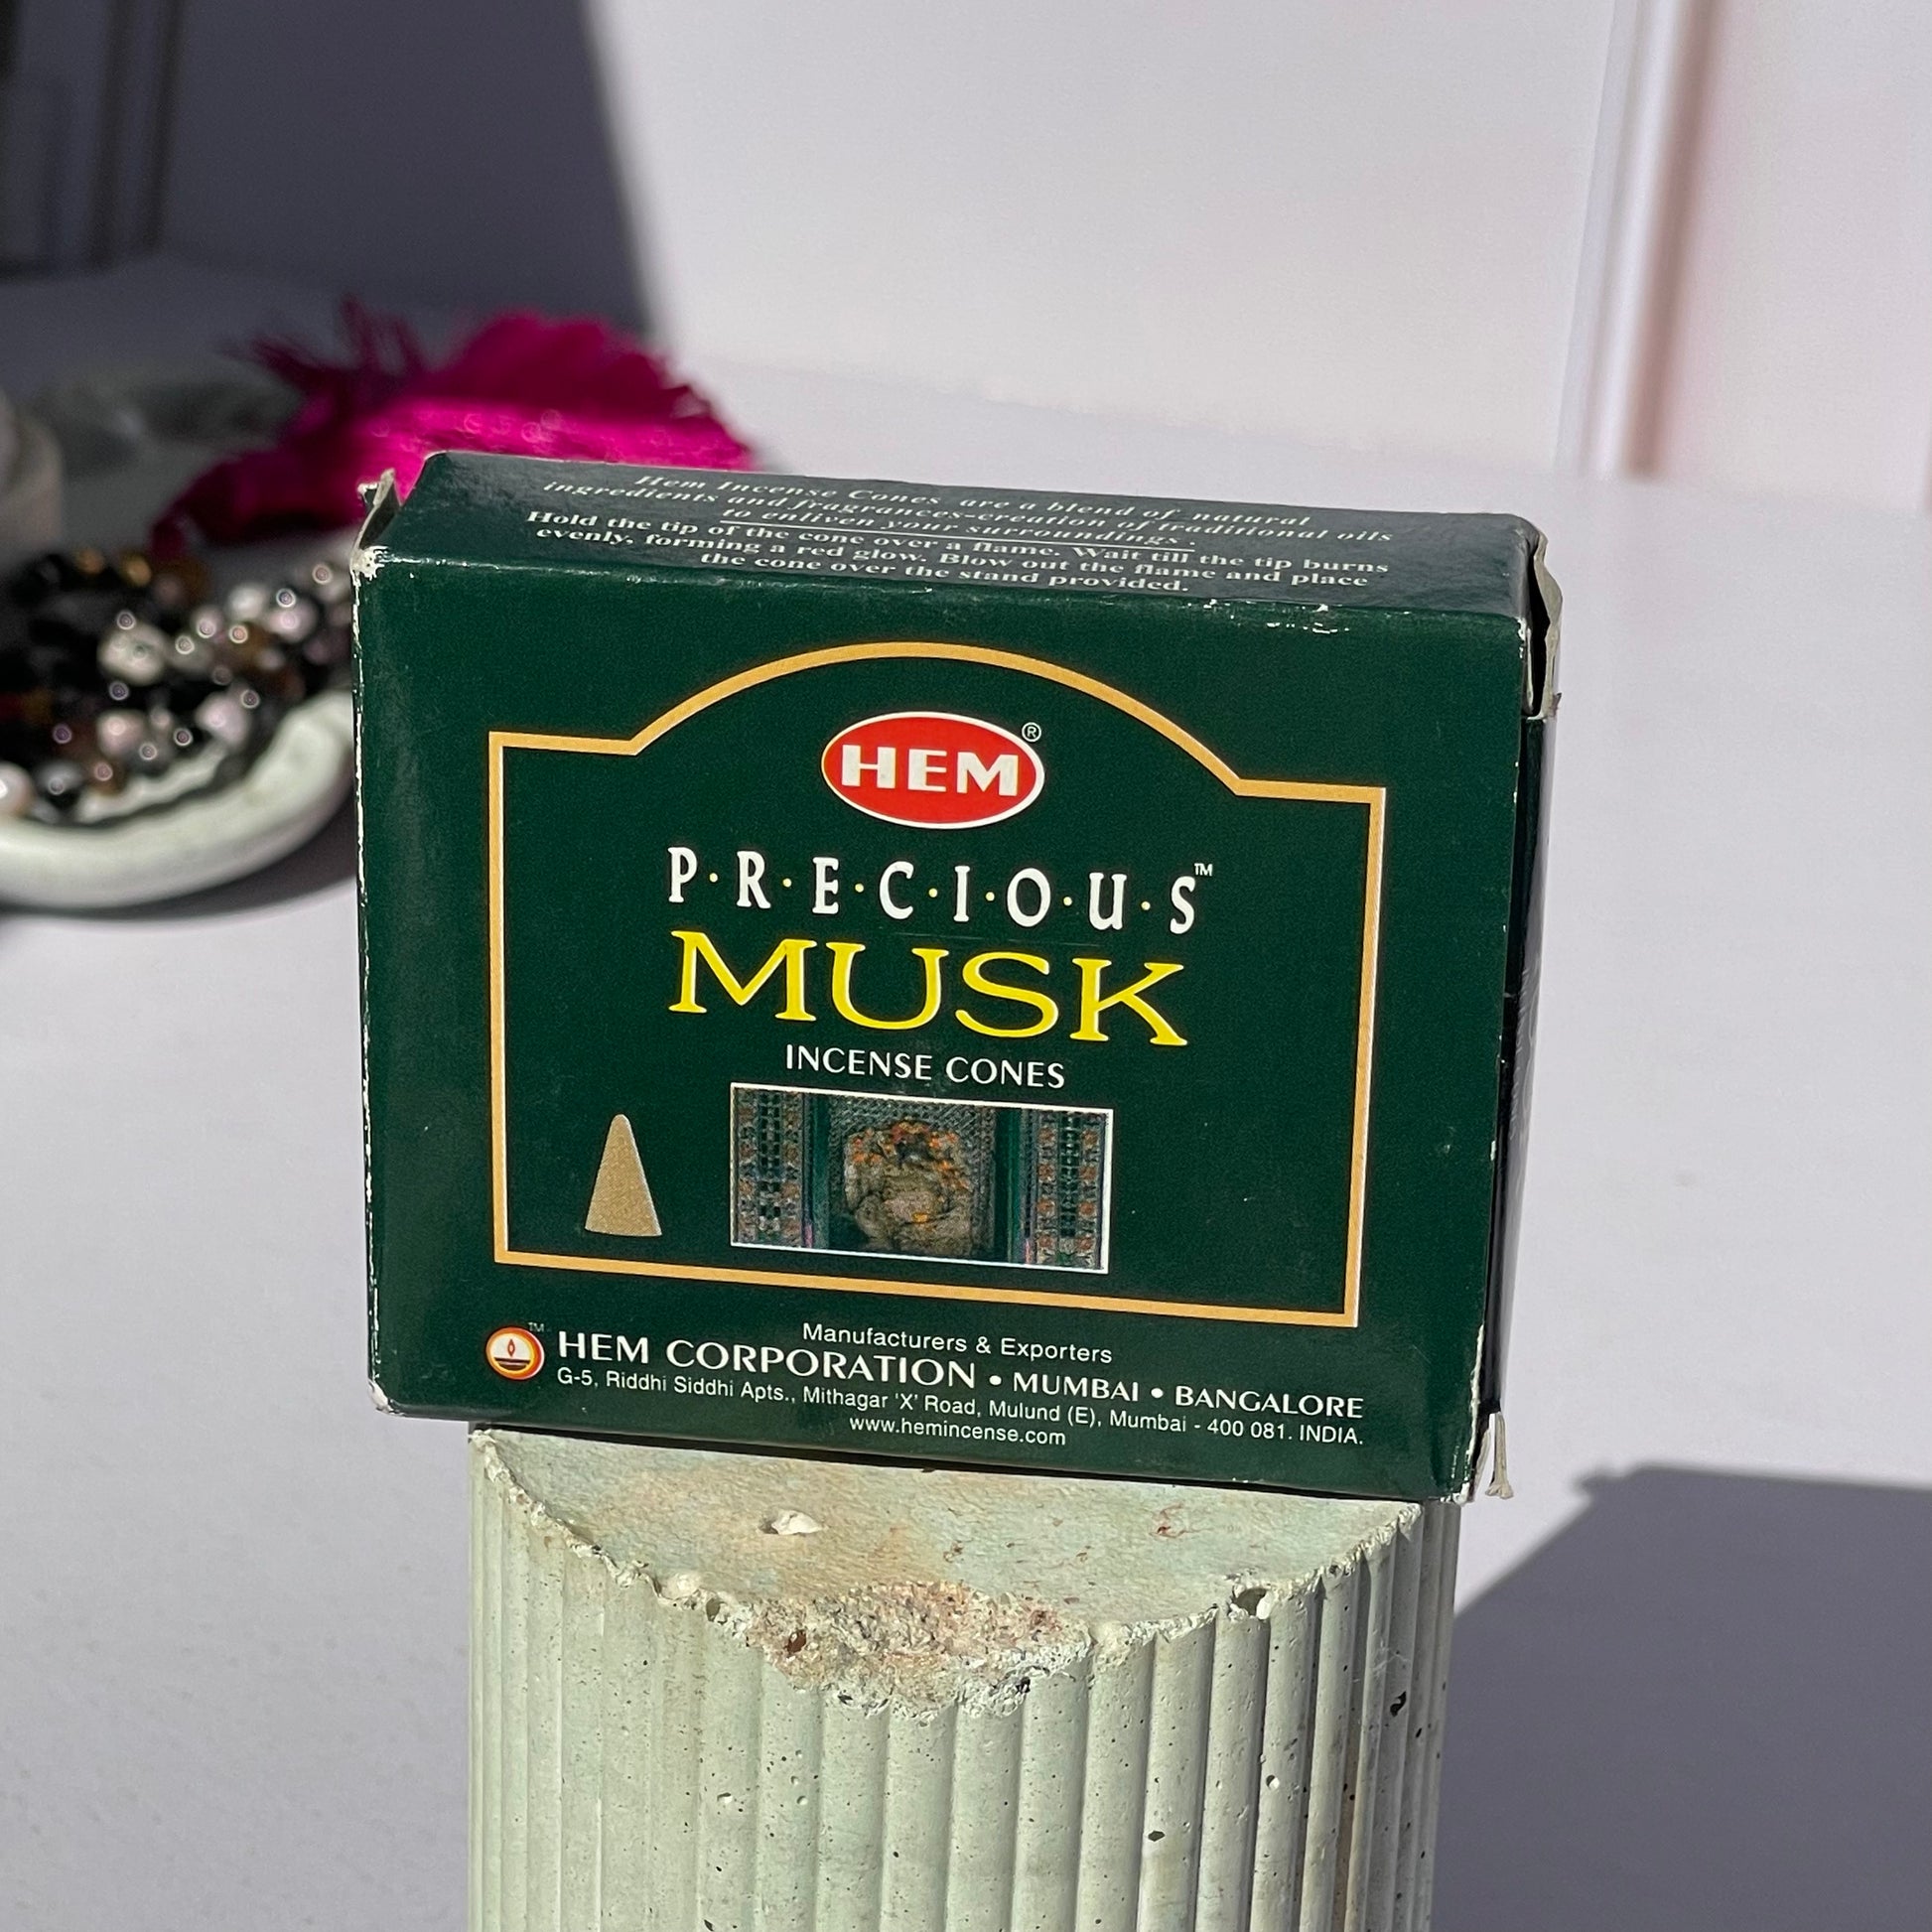 Hem Incense Cones are a blend of natural
ingredients and fragrances-creation of traditional oils
to enliven your surroundings
Hold the tip of the cone over a flame. Wait till the tip burns
evenly, forming a red glow. Blow out the flame and place
the cone over the stand provided.
HEM®
P·R·E·C·I·O·U·S™
MUSK
INCENSE CONES
Manufacturers & Exporters
™ HEM CORPORATION • MUMBAI • BANGALORE
G-5, Riddhi Siddhi Apts., Mithagar 'X' Road, Mulund (E), Mumbai - 400 081. INDIA.
www.hemincense.com